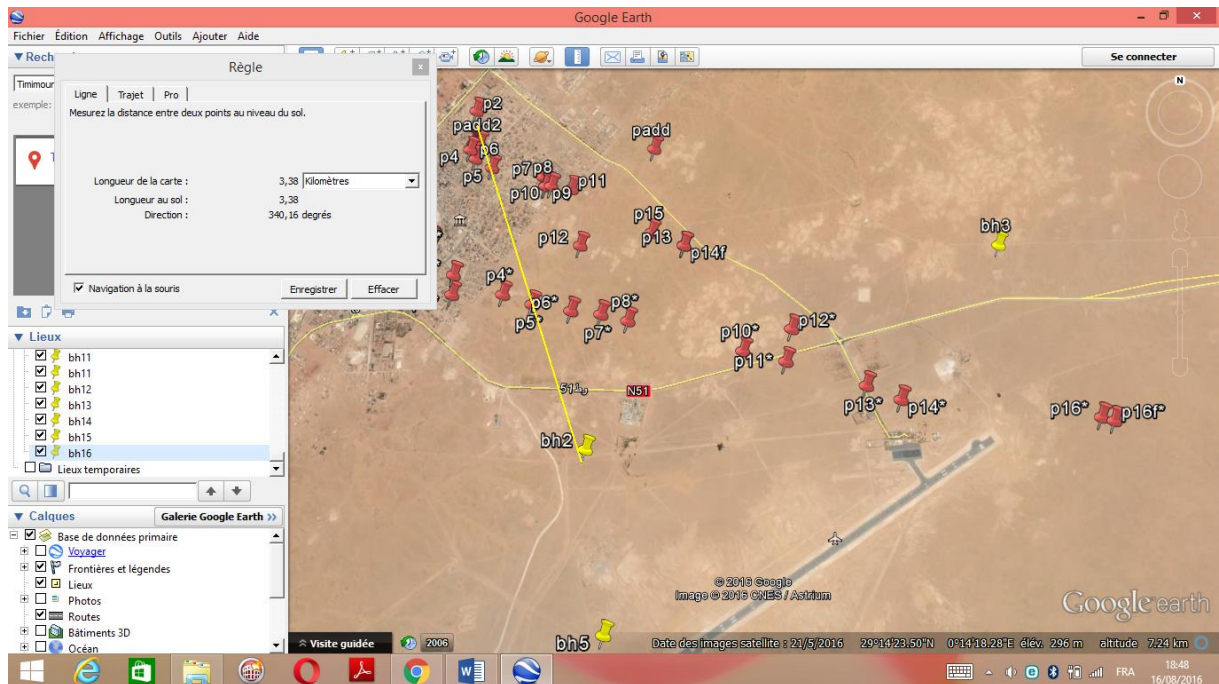 Google Earth
Fichier Édition Affichage Outils Ajouter Aide
Se connecter
Règle
Timimour
Ligne Trajet Pro
Mesurez la distance entre deux points au niveau du sol.
Longueur de la carte : 3,38 Kilomètres
Longueur au sol : 3,38
Direction : 340,16 degrés
Navigation à la souris
Enregistrer Effacer
N
p2
padd2
padd
p4 p6
p5
p7 p8
p10 p9 p11
p15
p12 p13 p14f
bh3
p4*
p6* p8*
p5* p7*
p10* p12*
p11*
N51
p13* p14* p16* p16f*
bh2
bh5
Lieux
bh11
bh11
bh12
bh13
bh14
bh15
bh16
Lieux temporaires
Calques
Galerie Google Earth >>
Base de données primaire
Voyager
Frontières et légendes
Lieux
Photos
Routes
Bâtiments 3D
Océan
© 2016 Google
Image © 2016 CNES / Astrium
Google earth
Visite guidée
2006
Date des images satellite : 21/5/2016 29°14'23.50"N 0°14'18.28"E élév. 296 m altitude 7.24 km
FRA
18:48
16/08/2016